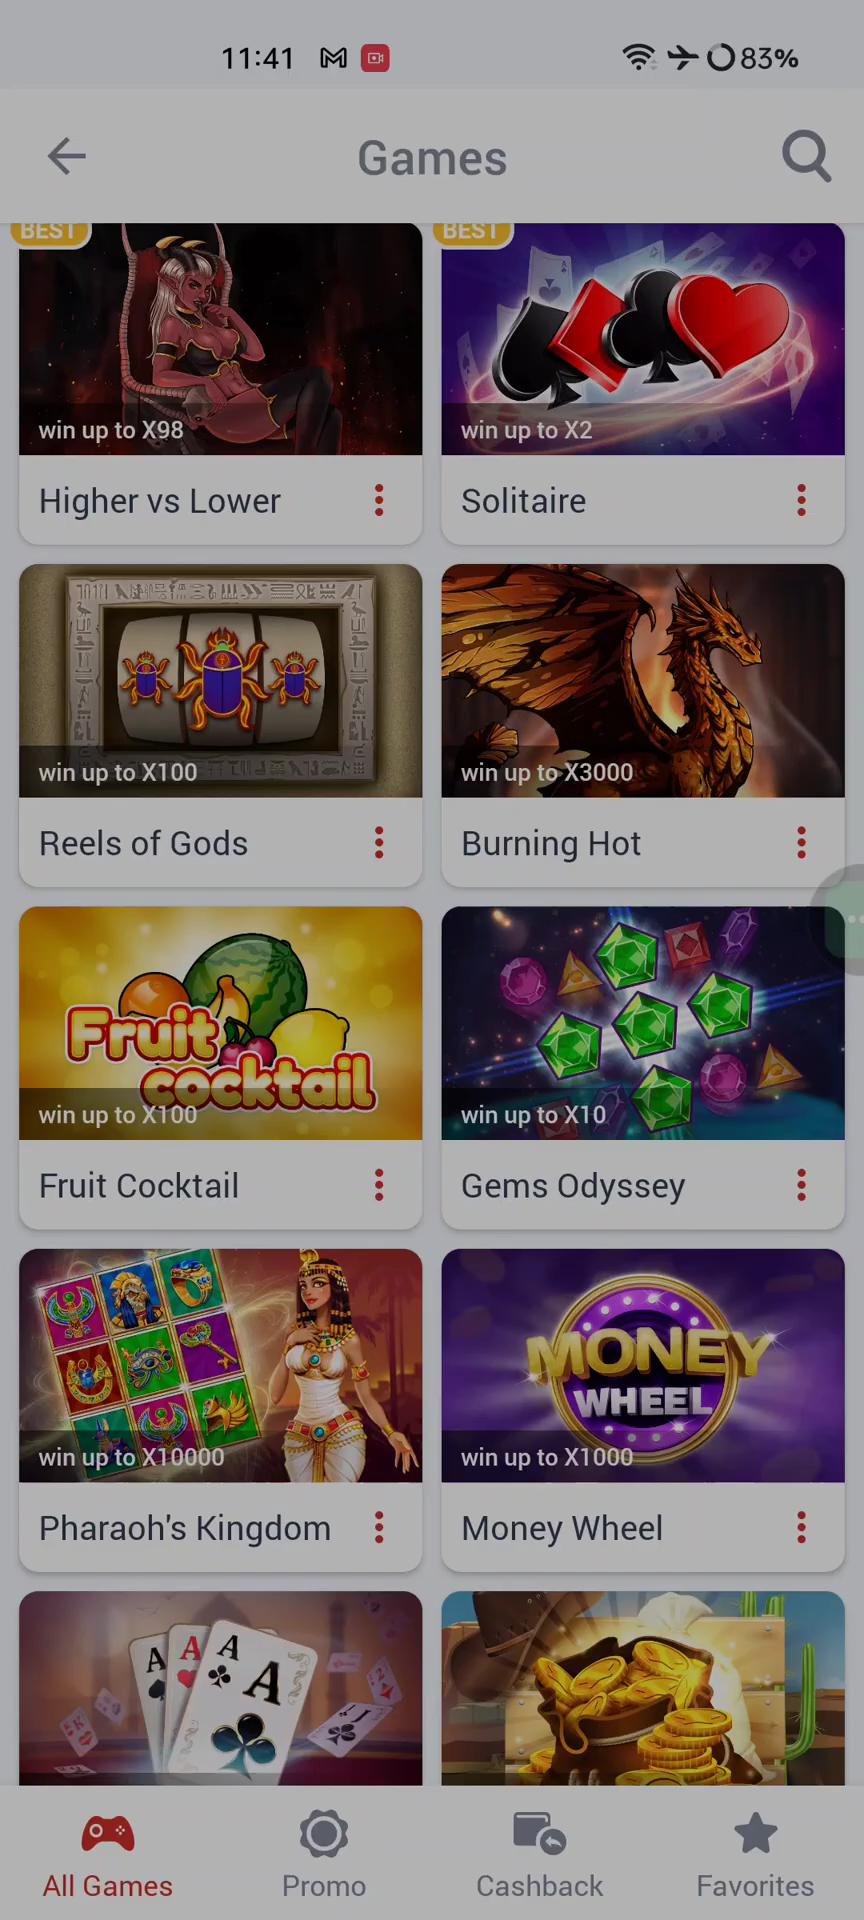 11:41
83%
Games
BEST
BEST
win up to X98
win up to X2
Higher vs Lower
Solitaire
win up to X100
win up to X3000
Reels of Gods
Burning Hot
Fruit
cocktail
win up to X100
win up to X10
Fruit Cocktail
Gems Odyssey
MONEY
WHEEL
win up to X10000
win up to X1000
Pharaoh's Kingdom
Money Wheel
A
A
A
A
All Games
Promo
Cashback
Favorites